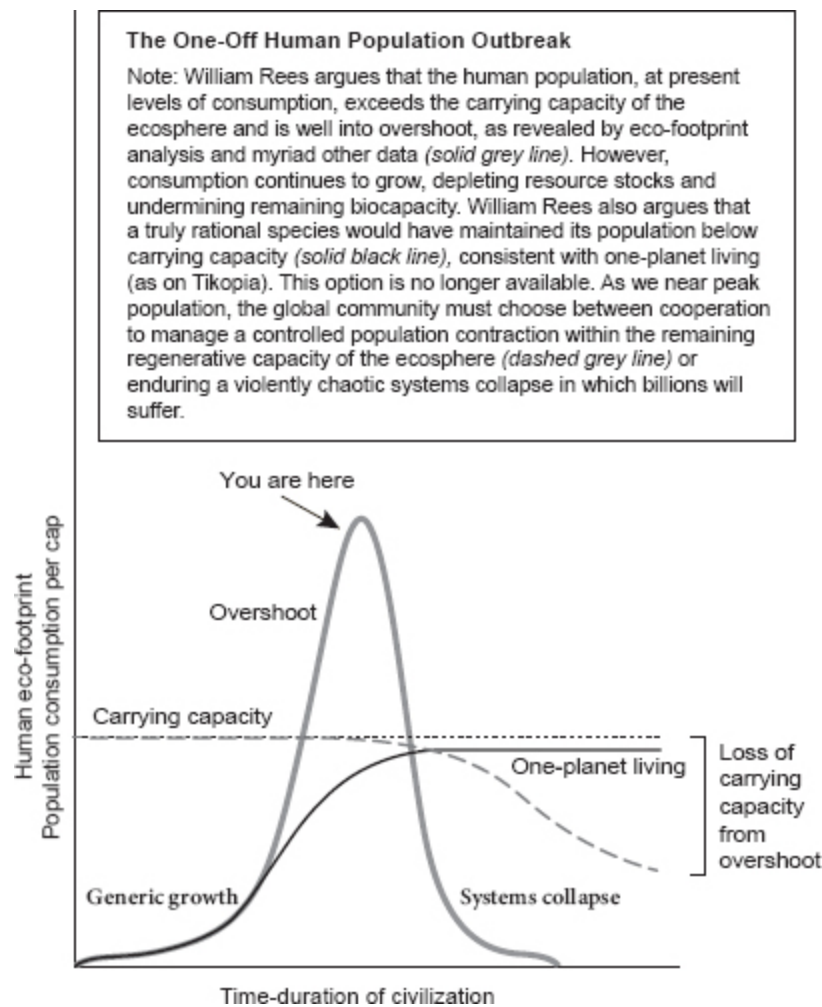 The One-Off Human Population Outbreak
Note: William Rees argues that the human population, at present
levels of consumption, exceeds the carrying capacity of the
ecosphere and is well into overshoot, as revealed by eco-footprint
analysis and myriad other data (solid grey line). However,
consumption continues to grow, depleting resource stocks and
undermining remaining biocapacity. William Rees also argues that
a truly rational species would have maintained its population below
carrying capacity (solid black line), consistent with one-planet living
(as on Tikopia). This option is no longer available. As we near peak
population, the global community must choose between cooperation
to manage a controlled population contraction within the remaining
regenerative capacity of the ecosphere (dashed grey line) or
enduring a violently chaotic systems collapse in which billions will
suffer.
You are here
Overshoot
Human eco-footprint
Population consumption per cap
Carrying capacity
One-planet living
Loss of
carrying
capacity
from
overshoot
Generic growth
Systems collapse
Time-duration of civilization